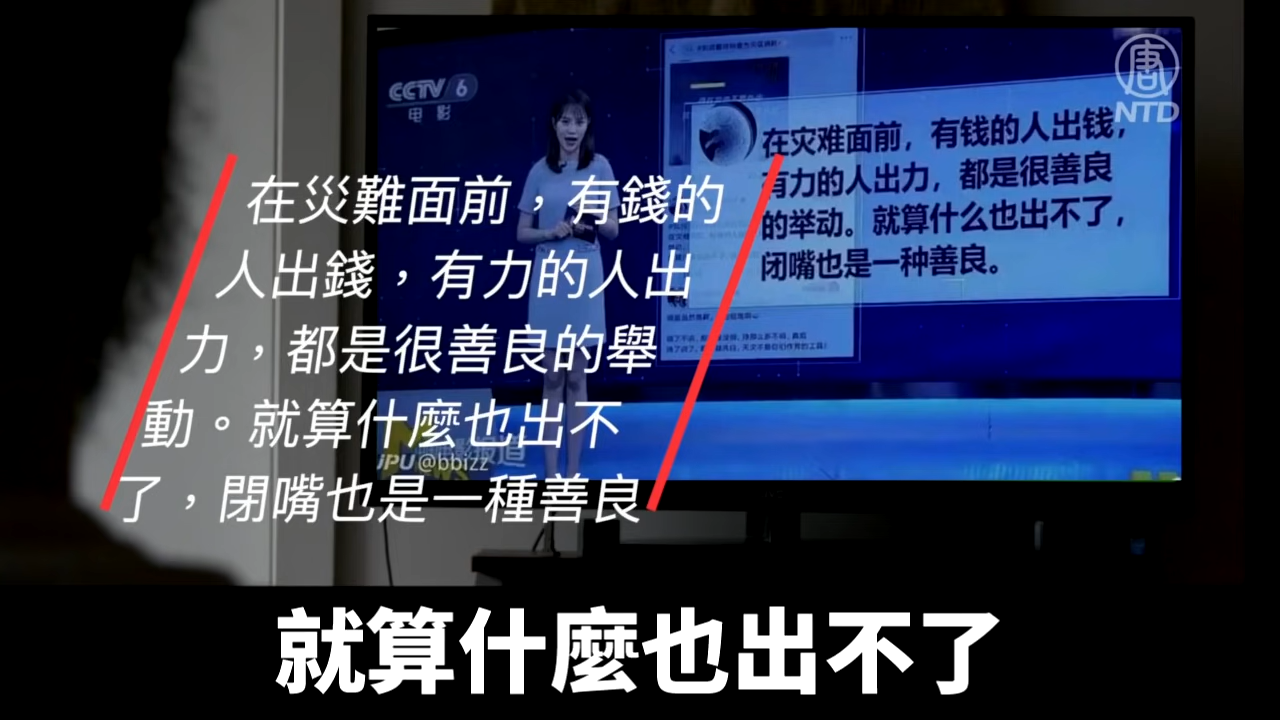 CCTV 6
电影
唐
NTD
在灾难面前，有钱的人出钱，
有力的人出力，都是很善良
的举动。就算什么也出不了，
闭嘴也是一种善良。
在災難面前，有錢的
人出錢，有力的人出
力，都是很善良的舉
動。就算什麼也出不
了，閉嘴也是一種善良
iPU@bbizz
就算什麼也出不了